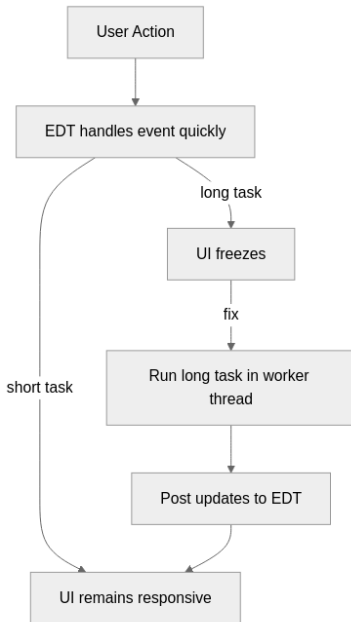 User Action
EDT handles event quickly
long task
UI freezes
fix
Run long task in worker
thread
short task
Post updates to EDT
UI remains responsive